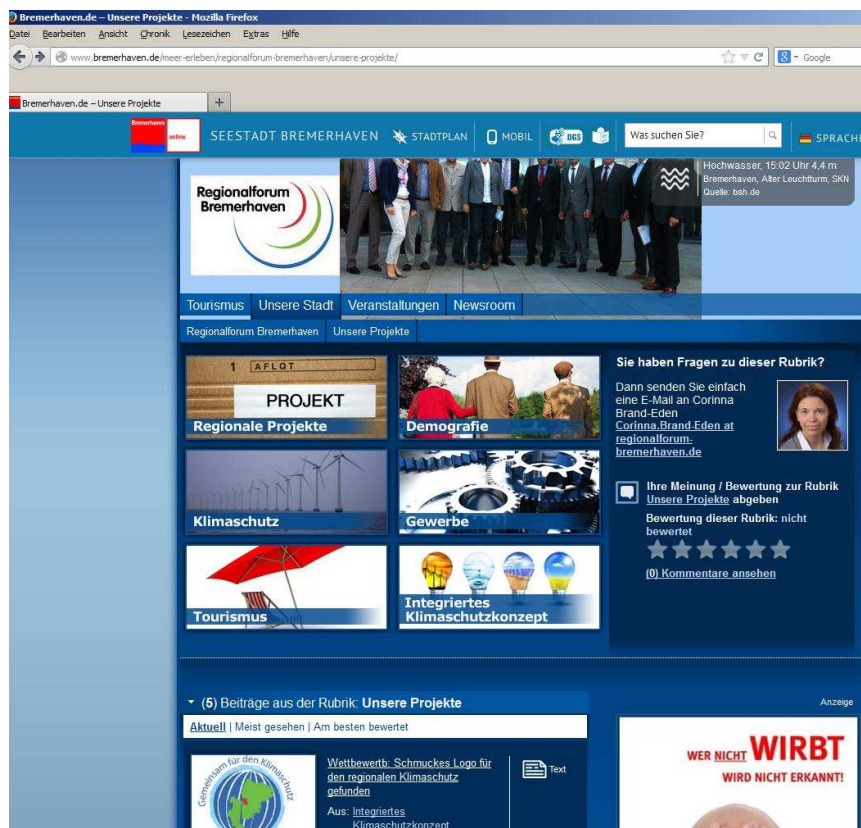 Bremerhaven.de – Unsere Projekte - Mozilla Firefox
Datei Bearbeiten Ansicht Chronik Lesezeichen Extras Hilfe
www.bremerhaven.de/meer-erleben/regionalforum-bremerhaven/unsere-projekte/
Google
Bremerhaven.de – Unsere Projekte
Bremerhaven
online
SEESTADT BREMERHAVEN STADTPLAN MOBIL DGS Was suchen Sie? SPRACHE
Hochwasser, 15:02 Uhr 4,4 m
Bremerhaven, Alter Leuchtturm, SKN
Quelle: bsh.de
Regionalforum
Bremerhaven
Tourismus Unsere Stadt Veranstaltungen Newsroom
Regionalforum Bremerhaven Unsere Projekte
1 AFLQT
PROJEKT
Regionale Projekte
Demografie
Klimaschutz
Gewerbe
Tourismus
Integriertes
Klimaschutzkonzept
Sie haben Fragen zu dieser Rubrik?
Dann senden Sie einfach
eine E-Mail an Corinna
Brand-Eden
Corinna.Brand-Eden at
regionalforum-
bremerhaven.de
Ihre Meinung / Bewertung zur Rubrik
Unsere Projekte abgeben
Bewertung dieser Rubrik: nicht
bewertet
(0) Kommentare ansehen
(5) Beiträge aus der Rubrik: Unsere Projekte
Aktuell | Meist gesehen | Am besten bewertet
Gemeinsam für den Klimaschutz
Wettbewertb: Schmuckes Logo für
den regionalen Klimaschutz
gefunden
Aus: Integriertes
Klimaschutzkonzept
Text
Anzeige
WER NICHT WIRBT
WIRD NICHT ERKANNT!